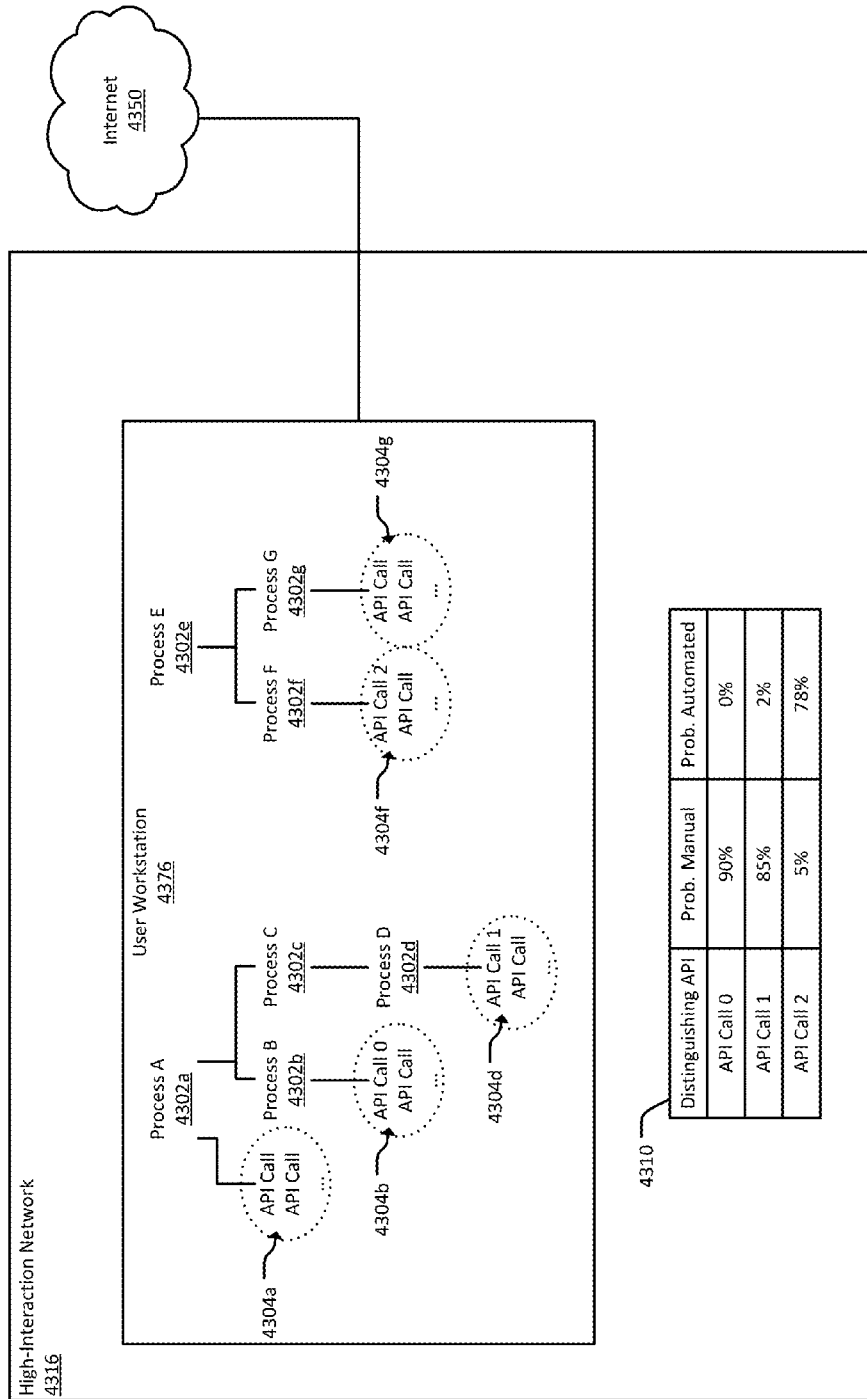 High-Interaction Network
4316
Internet
4350
User Workstation
4376
Process A
4302a
Process B
4302b
Process C
4302c
Process D
4302d
Process E
4302e
Process F
4302f
Process G
4302g
API Call
API Call
...
4304a
API Call 0
API Call
...
4304b
API Call 1
API Call
...
4304d
API Call 2
API Call
...
4304f
API Call
API Call
...
4304g
4310
Distinguishing API Prob. Manual Prob. Automated
API Call 0 90% 0%
API Call 1 85% 2%
API Call 2 5% 78%